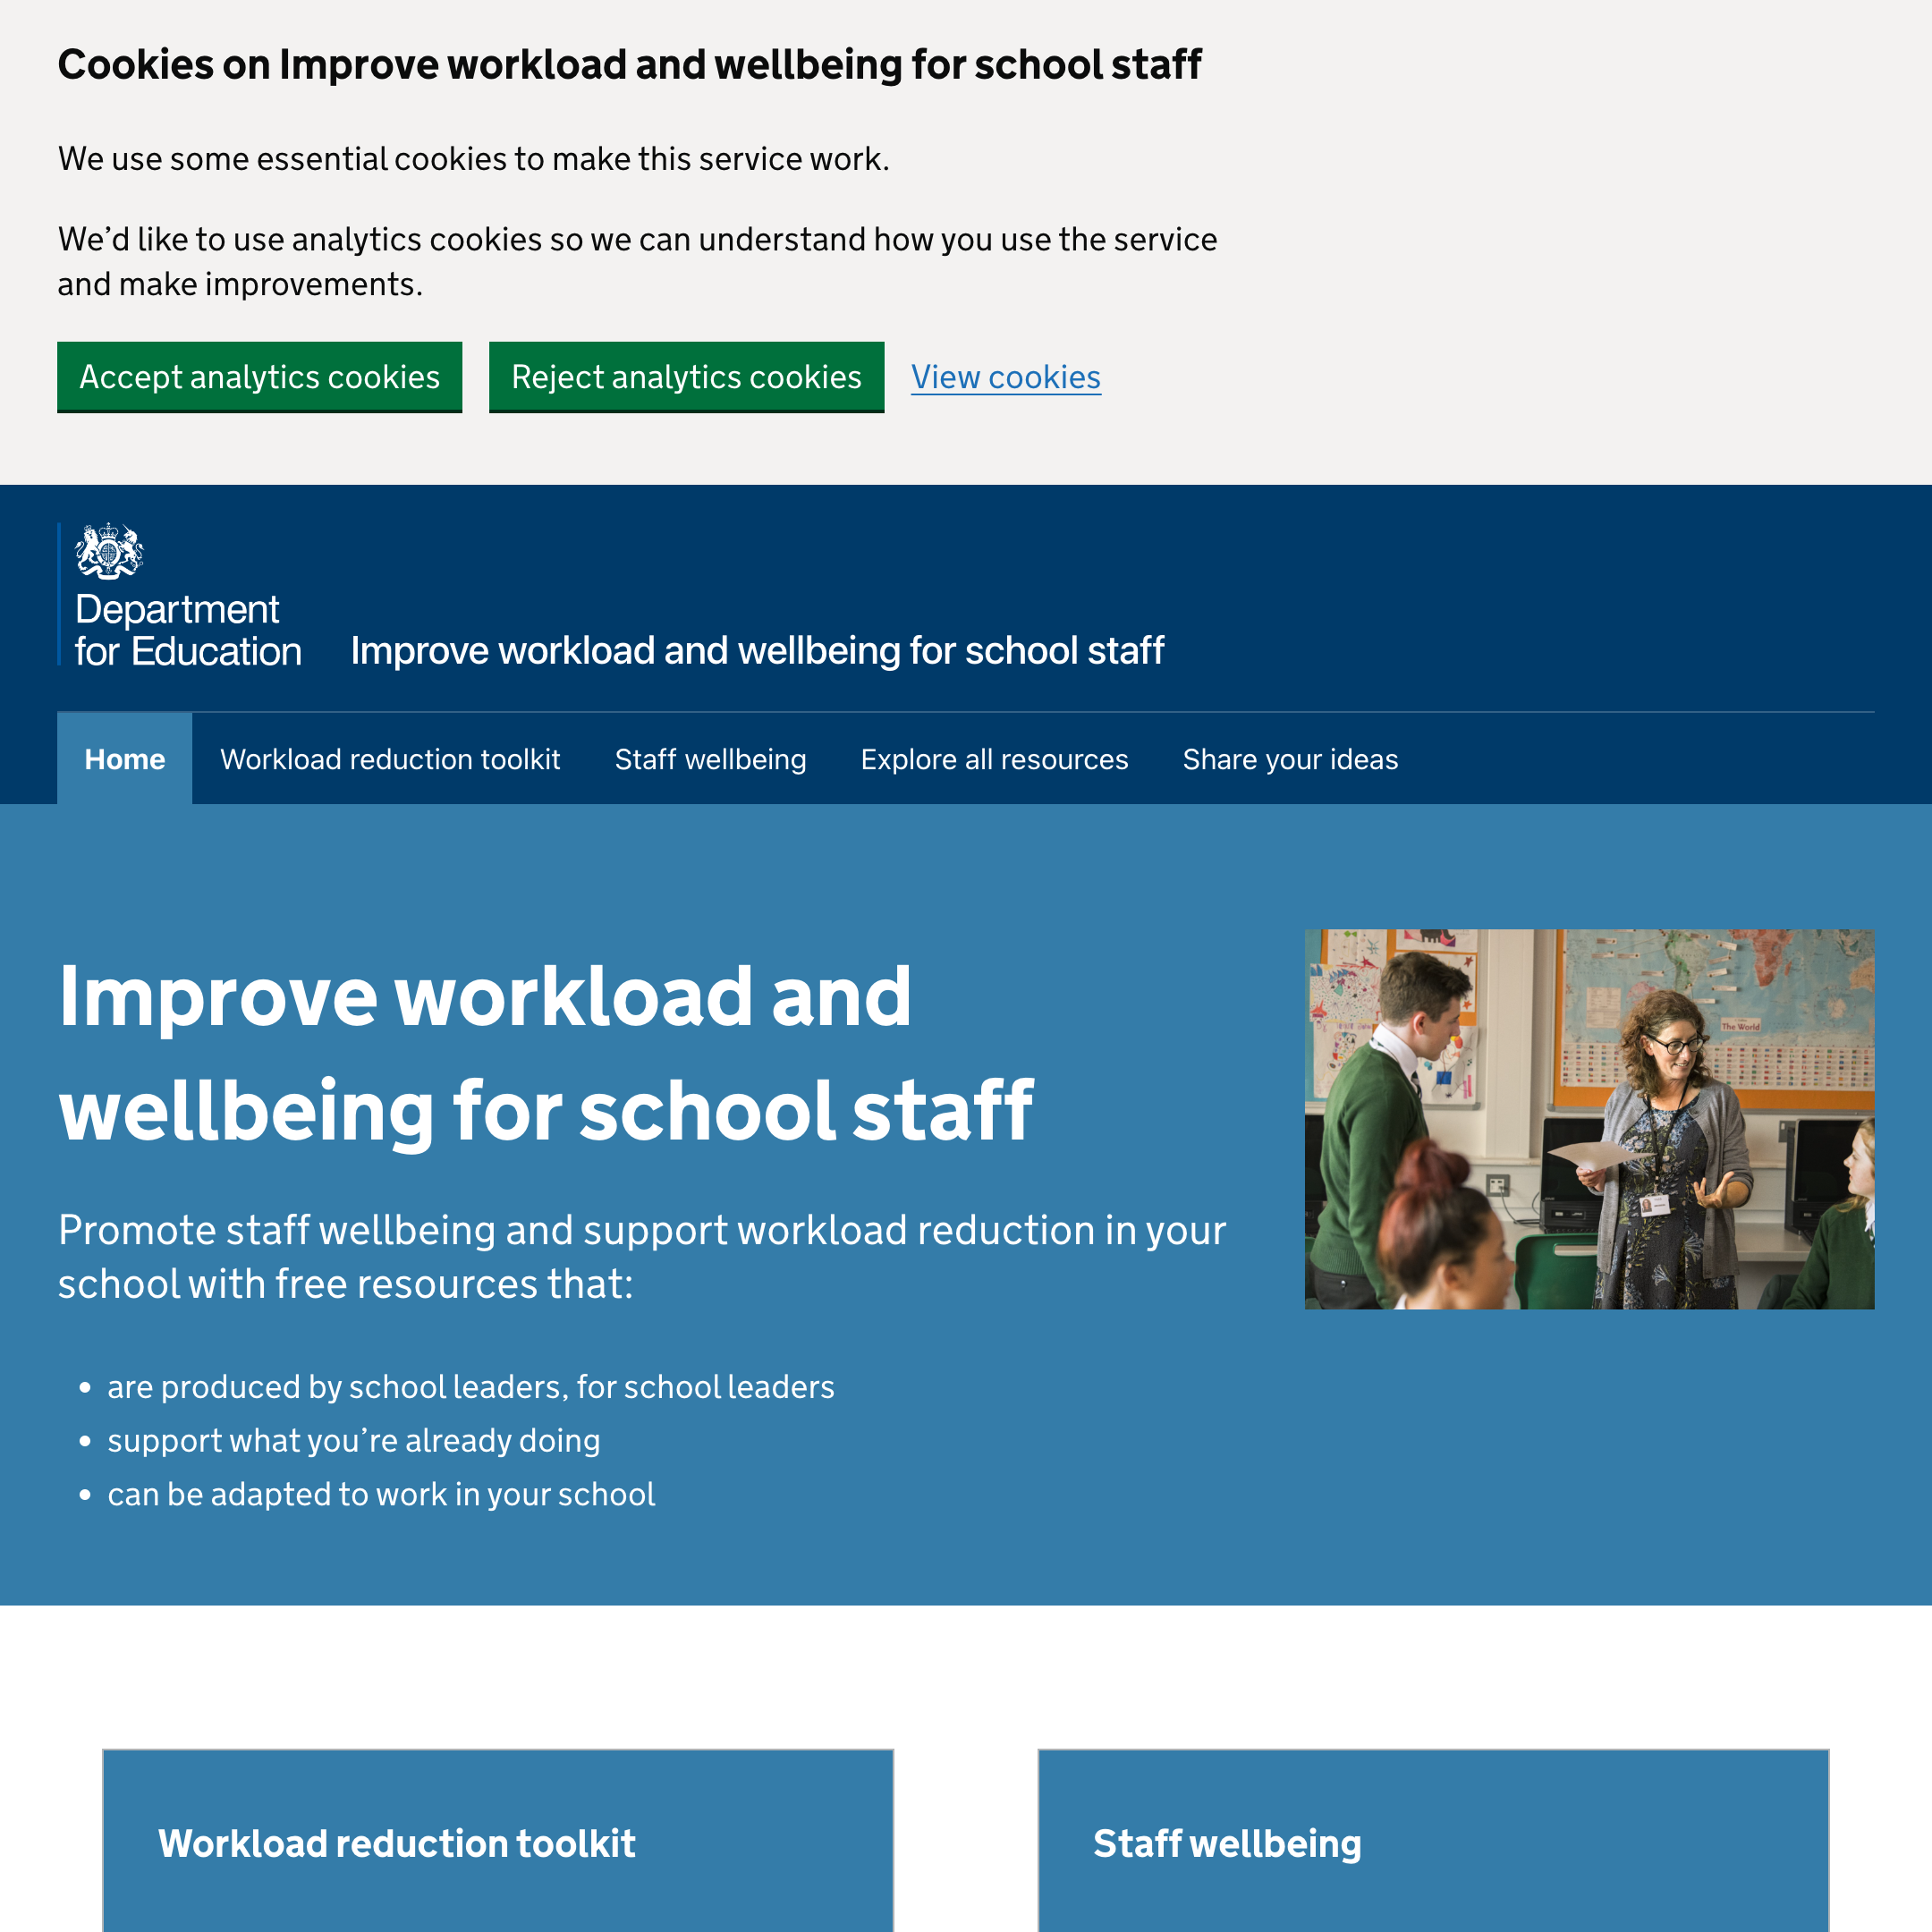 Cookies on Improve workload and wellbeing for school staff
We use some essential cookies to make this service work.
We’d like to use analytics cookies so we can understand how you use the service
and make improvements.
Accept analytics cookies
Reject analytics cookies
View cookies
Department
for Education
Improve workload and wellbeing for school staff
Home
Workload reduction toolkit
Staff wellbeing
Explore all resources
Share your ideas
Improve workload and
wellbeing for school staff
The World
Promote staff wellbeing and support workload reduction in your
school with free resources that:
are produced by school leaders, for school leaders
support what you’re already doing
can be adapted to work in your school
Workload reduction toolkit
Staff wellbeing